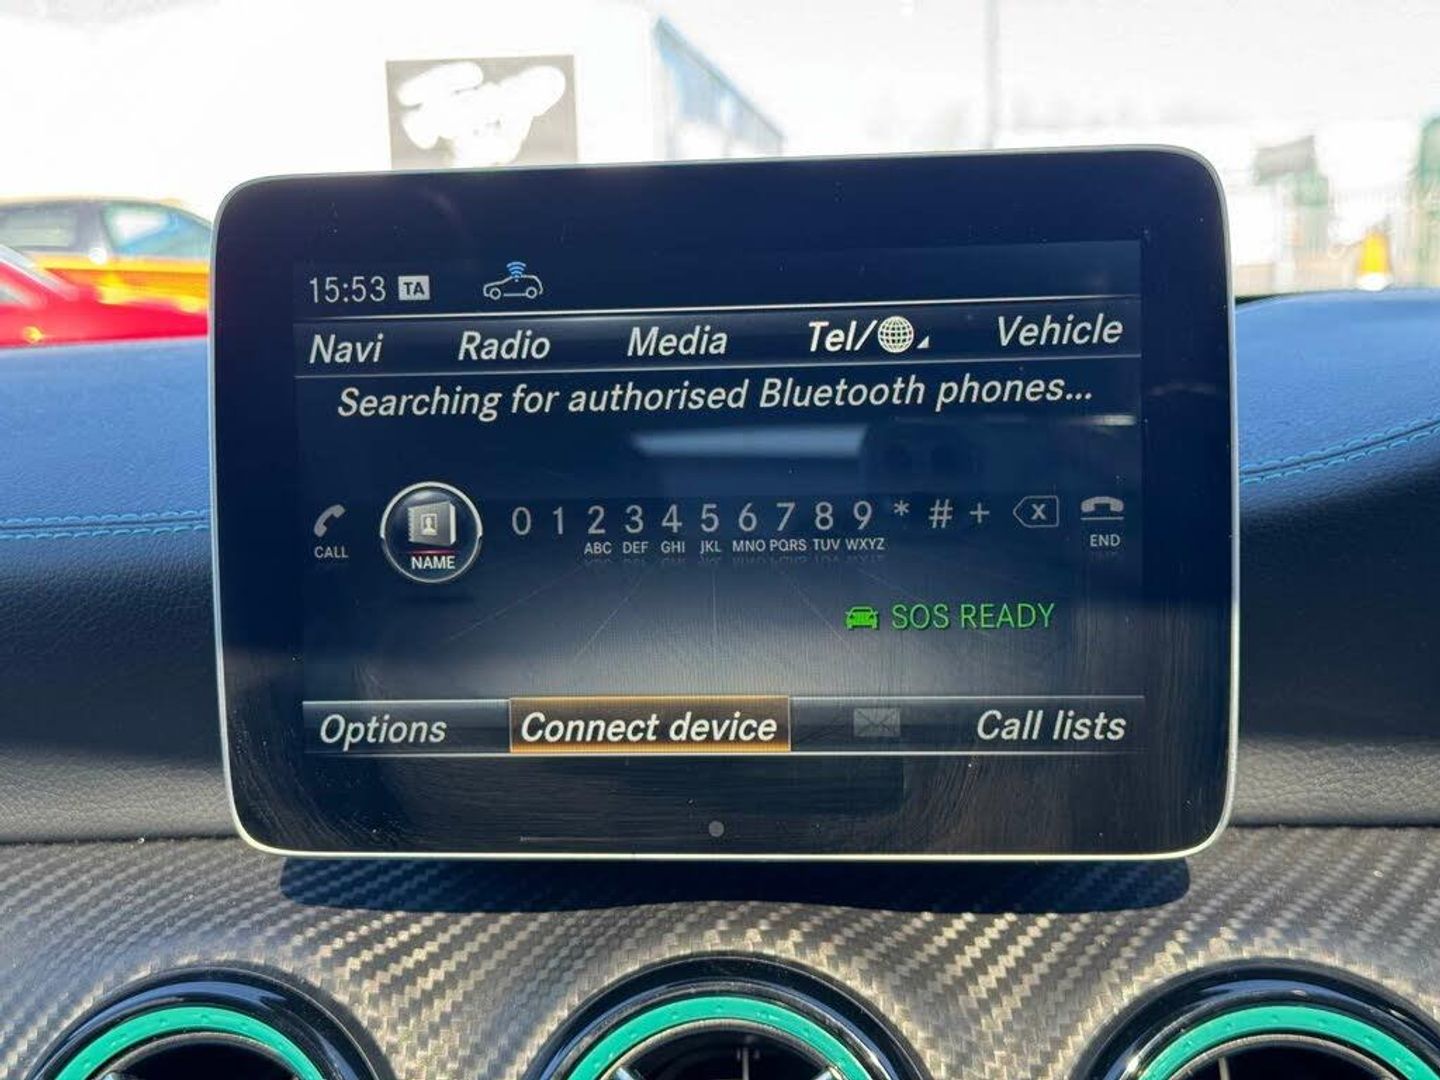 15:53 TA
Navi Radio Media Tel/ Vehicle
Searching for authorised Bluetooth phones...
CALL NAME 0 1 2 3 4 5 6 7 8 9 * # + X END
ABC DEF GHI JKL MNO PQRS TUV WXYZ
SOS READY
Options Connect device Call lists